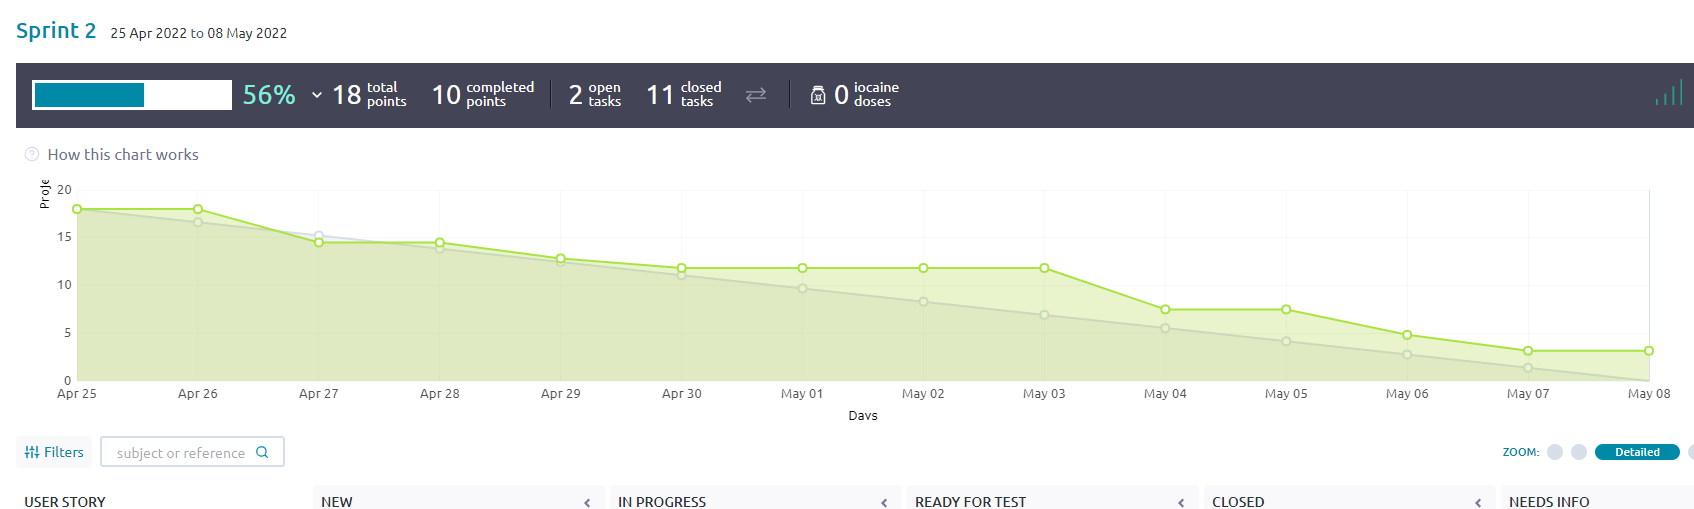 Sprint 2 25 Apr 2022 to 08 May 2022
56% 18 total points 10 completed points 2 open tasks 11 closed tasks 0 iocaine doses
How this chart works
Proje
20
15
10
5
0
Apr 25 Apr 26 Apr 27 Apr 28 Apr 29 Apr 30 May 01 May 02 May 03 May 04 May 05 May 06 May 07 May 08
Days
Filters subject or reference ZOOM: Detailed
USER STORY NEW IN PROGRESS READY FOR TEST CLOSED NEEDS INFO